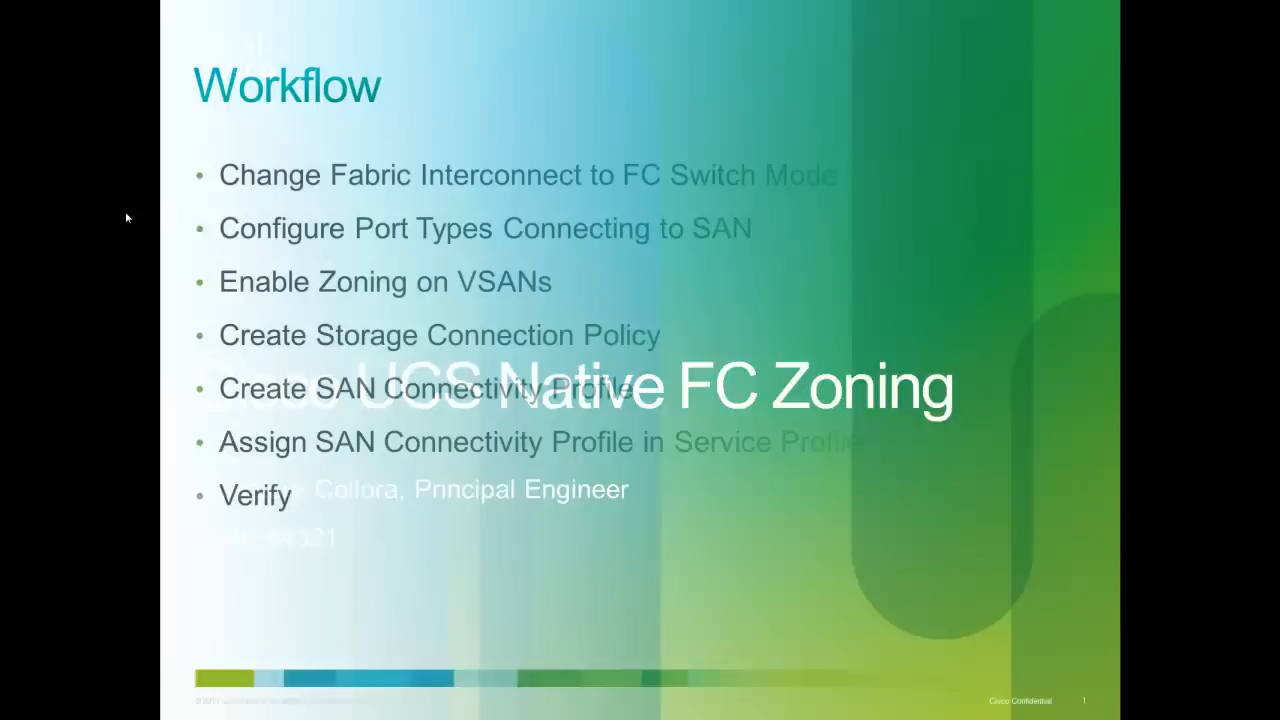 Workflow
• Change Fabric Interconnect to FC Switch Mode
• Configure Port Types Connecting to SAN
• Enable Zoning on VSANs
• Create Storage Connection Policy
Cisco UCS Native FC Zoning
• Create SAN Connectivity Profile
• Assign SAN Connectivity Profile in Service Profile
Collora, Principal Engineer
• Verify
Cisco Confidential 1